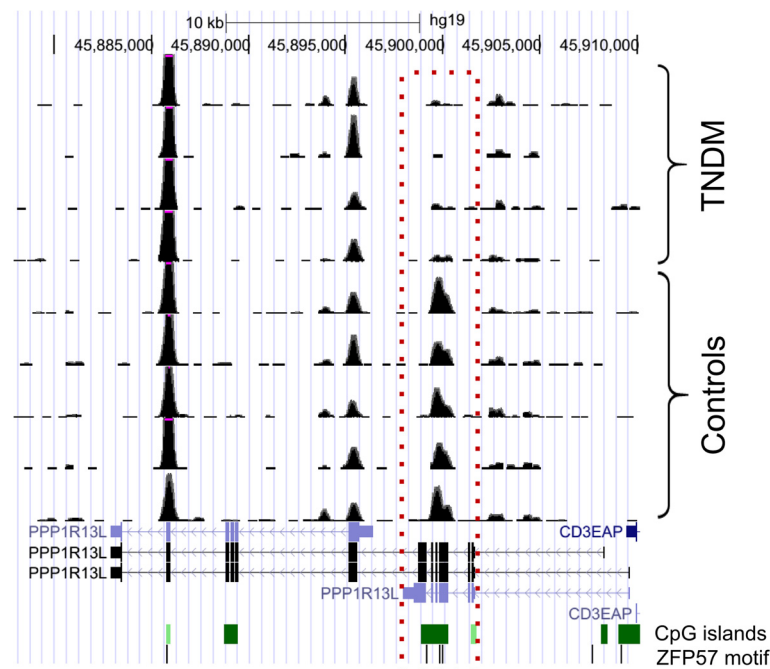 10 kb hg19
45,885,000 45,890,000 45,895,000 45,900,000 45,905,000 45,910,000
TNDM
Controls
PPP1R13L CD3EAP
PPP1R13L
PPP1R13L
PPP1R13L
CD3EAP
CpG islands
ZFP57 motif